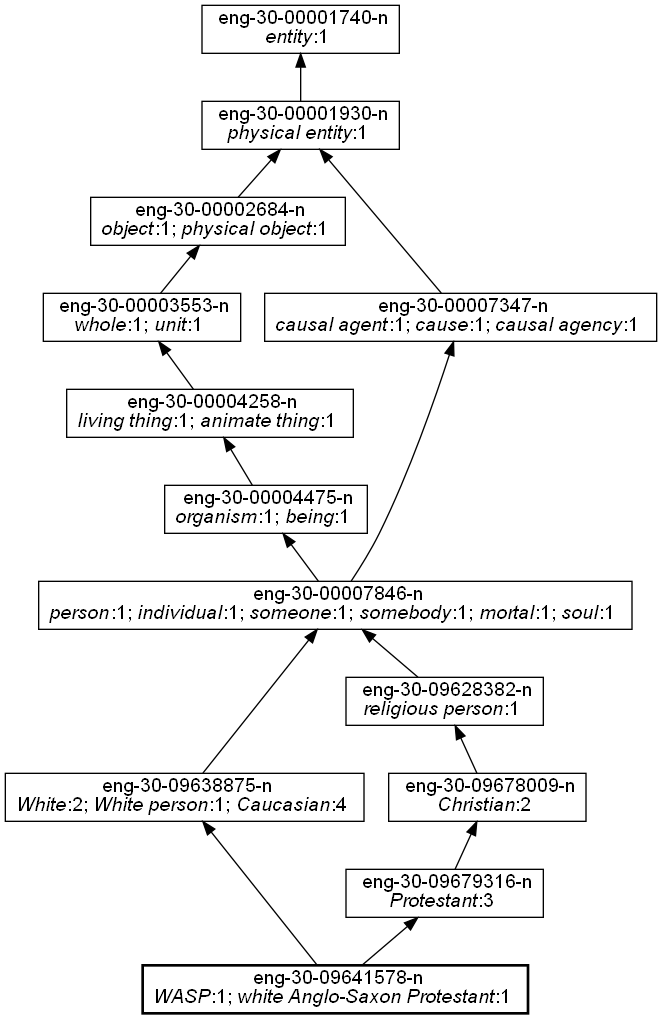 eng-30-00001740-n
entity:1
eng-30-00001930-n
physical entity:1
eng-30-00002684-n
object:1; physical object:1
eng-30-00003553-n
whole:1; unit:1
eng-30-00007347-n
causal agent:1; cause:1; causal agency:1
eng-30-00004258-n
living thing:1; animate thing:1
eng-30-00004475-n
organism:1; being:1
eng-30-00007846-n
person:1; individual:1; someone:1; somebody:1; mortal:1; soul:1
eng-30-09628382-n
religious person:1
eng-30-09638875-n
White:2; White person:1; Caucasian:4
eng-30-09678009-n
Christian:2
eng-30-09679316-n
Protestant:3
eng-30-09641578-n
WASP:1; white Anglo-Saxon Protestant:1